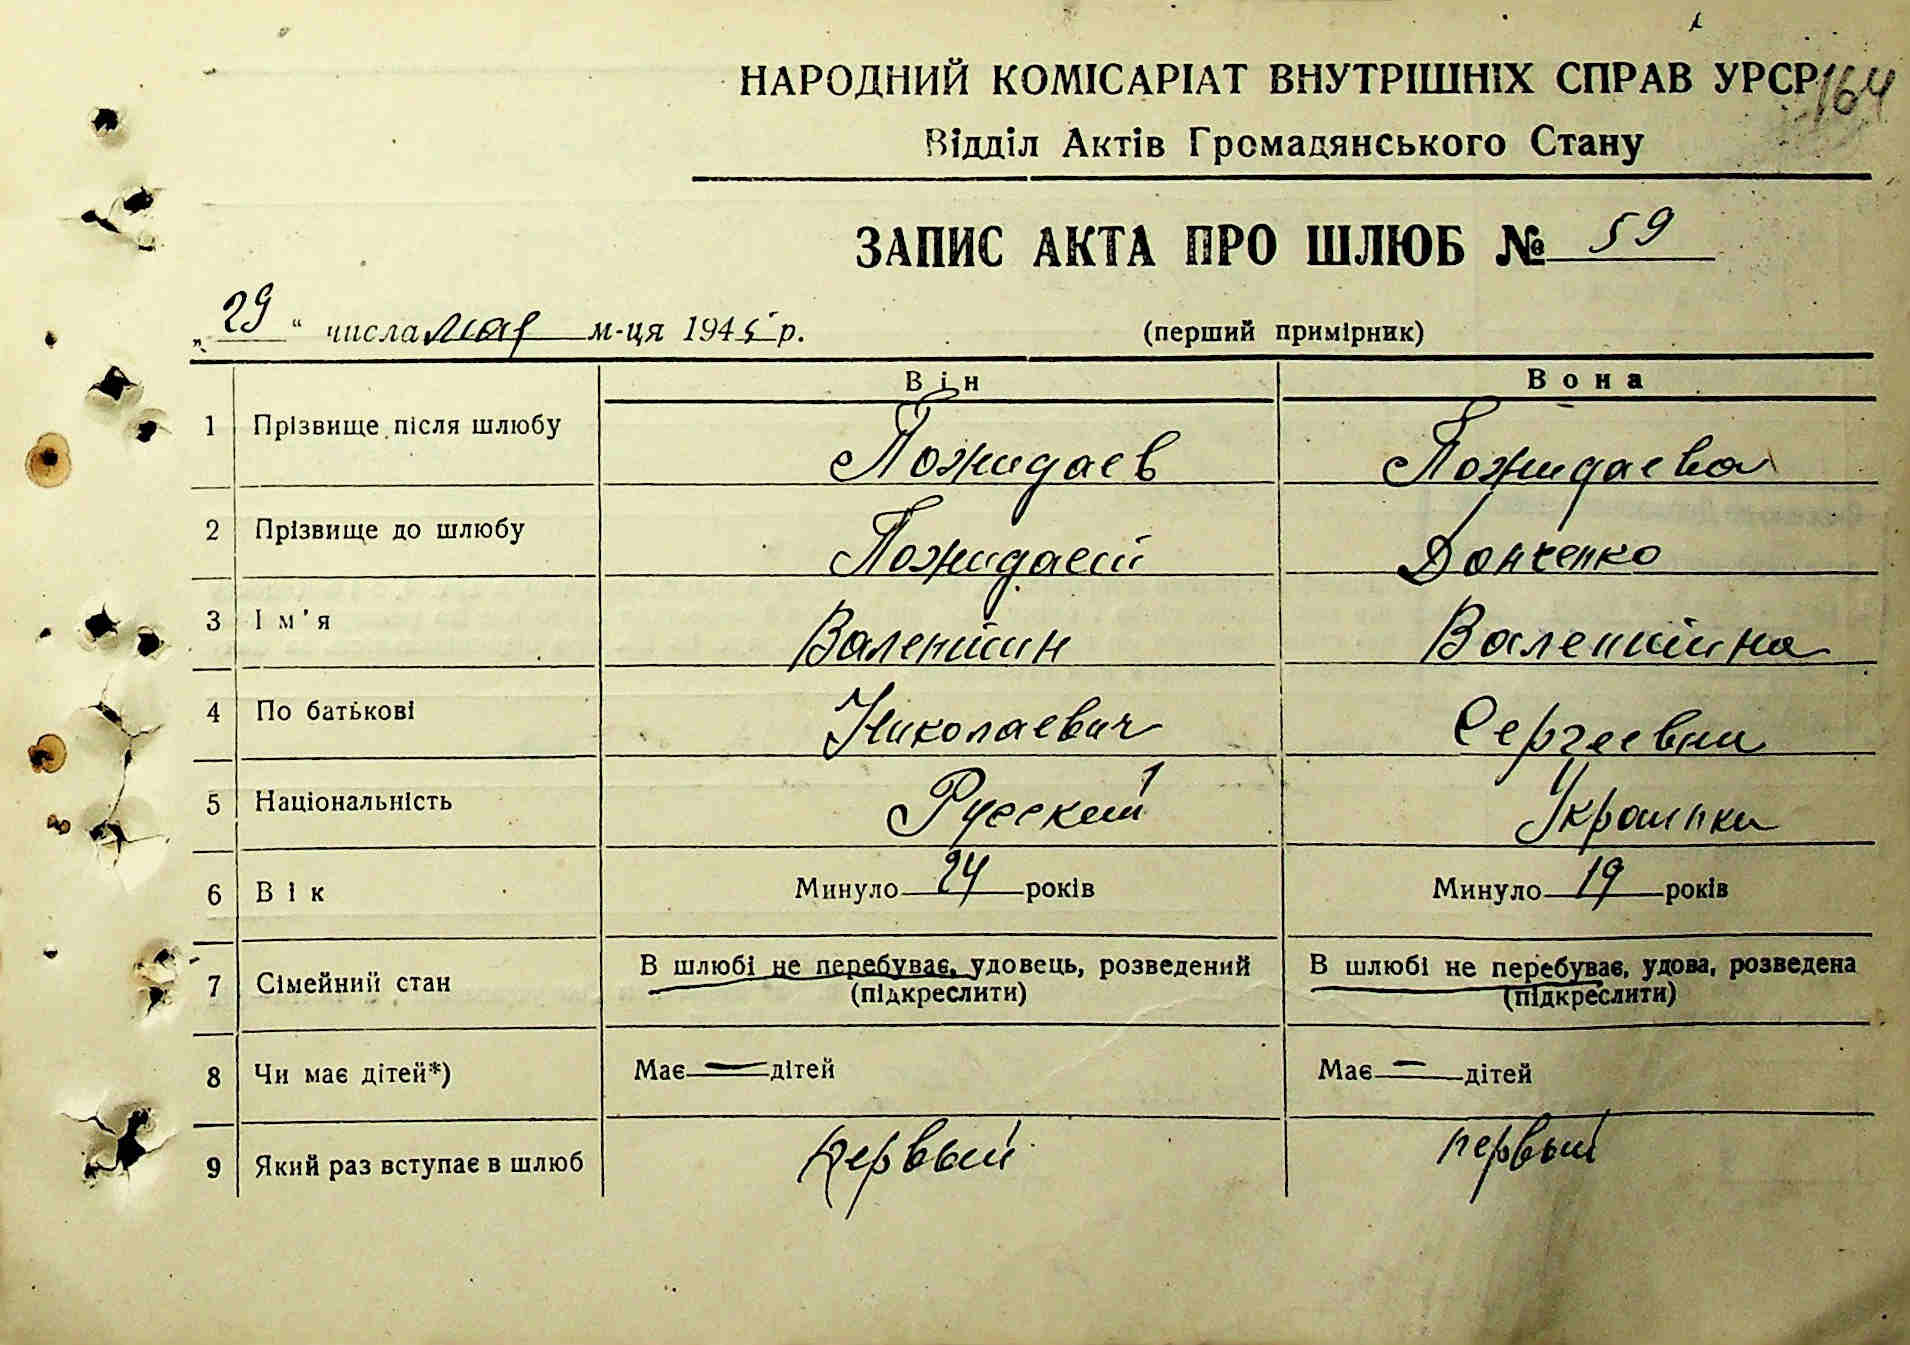 164
НАРОДНИЙ КОМІСАРІАТ ВНУТРІШНІХ СПРАВ УРСР
Відділ Актів Громадянського Стану
ЗАПИС АКТА ПРО ШЛЮБ № 59
„ 29 “ числа мая м-ця 1945 р. (перший примірник)
Він Вона
1 Прізвище після шлюбу Пожидаев Пожидаева
2 Прізвище до шлюбу Пожидаев Донченко
3 Ім'я Валентин Валентина
4 По батькові Николаевич Сергеевна
5 Національність Русский Украинка
6 Вік Минуло 24 років Минуло 19 років
7 Сімейний стан В шлюбі не перебуває, удовець, розведений В шлюбі не перебуває, удова, розведена
(підкреслити) (підкреслити)
8 Чи має дітей*) Має — дітей Має — дітей
9 Який раз вступає в шлюб первый первый